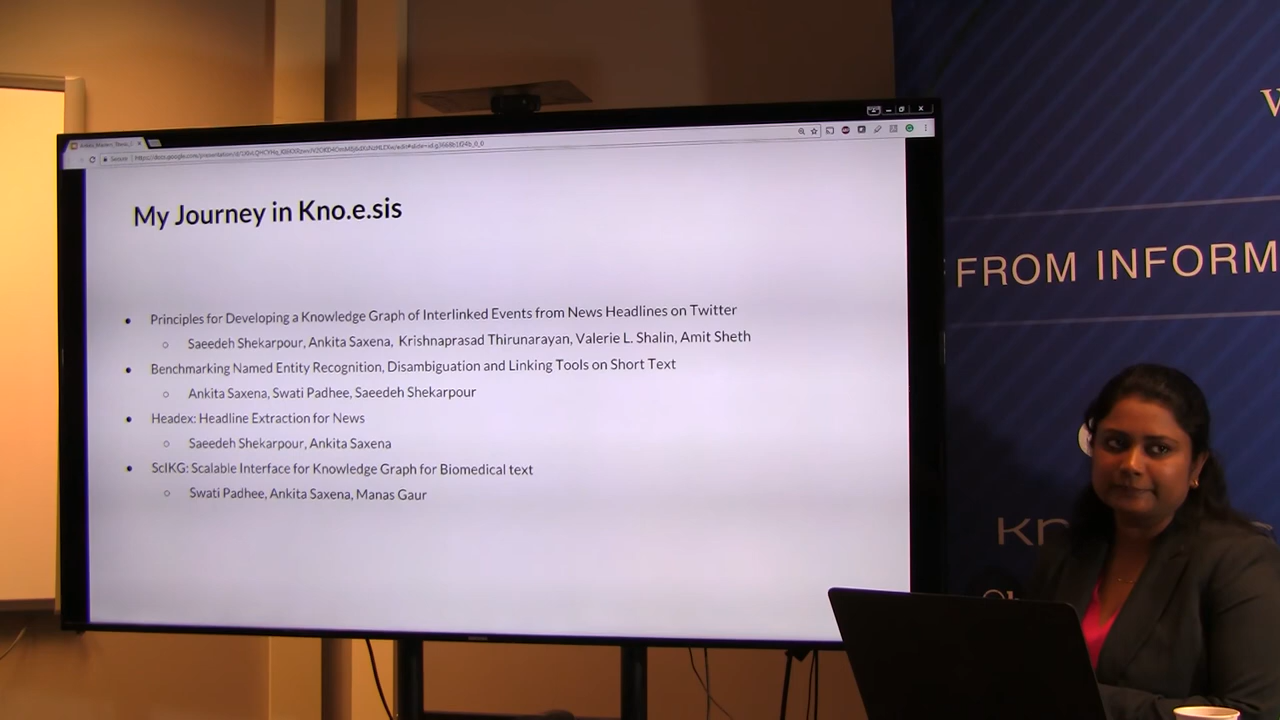 My Journey in Kno.e.sis
Principles for Developing a Knowledge Graph of Interlinked Events from News Headlines on Twitter
Saeedeh Shekarpour, Ankita Saxena, Krishnaprasad Thirunarayan, Valerie L. Shalin, Amit Sheth
Benchmarking Named Entity Recognition, Disambiguation and Linking Tools on Short Text
Ankita Saxena, Swati Padhee, Saeedeh Shekarpour
Headex: Headline Extraction for News
Saeedeh Shekarpour, Ankita Saxena
ScIKG: Scalable Interface for Knowledge Graph for Biomedical text
Swati Padhee, Ankita Saxena, Manas Gaur
FROM INFORM